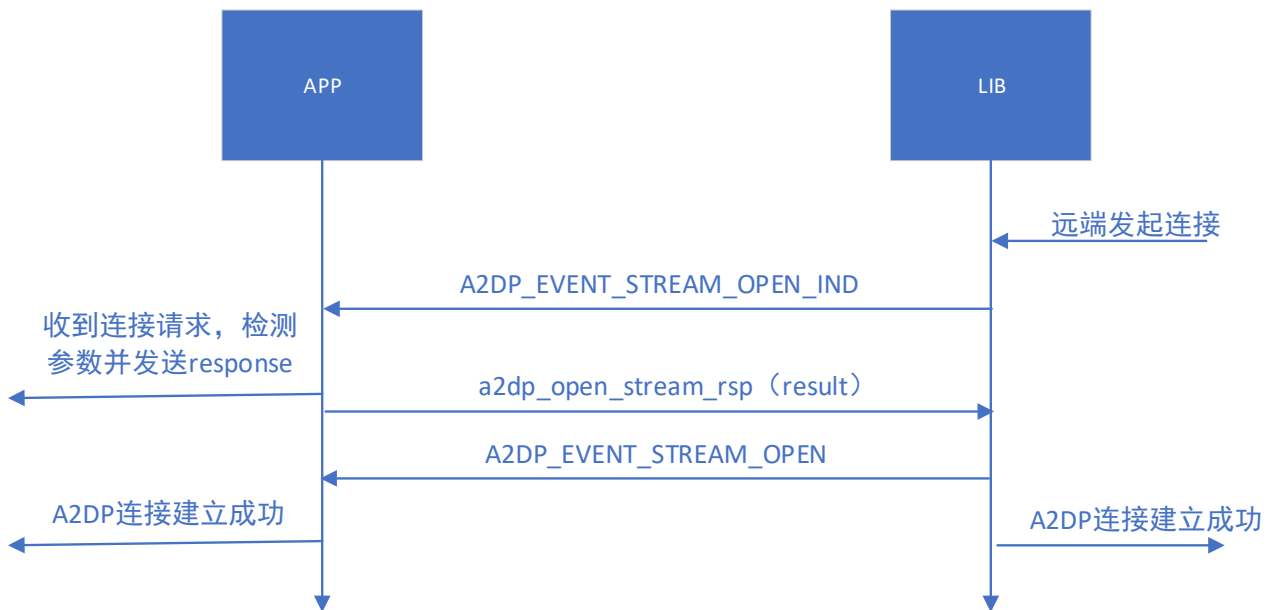 APP
LIB
远端发起连接
A2DP_EVENT_STREAM_OPEN_IND
收到连接请求，检测
参数并发送response
a2dp_open_stream_rsp（result）
A2DP_EVENT_STREAM_OPEN
A2DP连接建立成功
A2DP连接建立成功